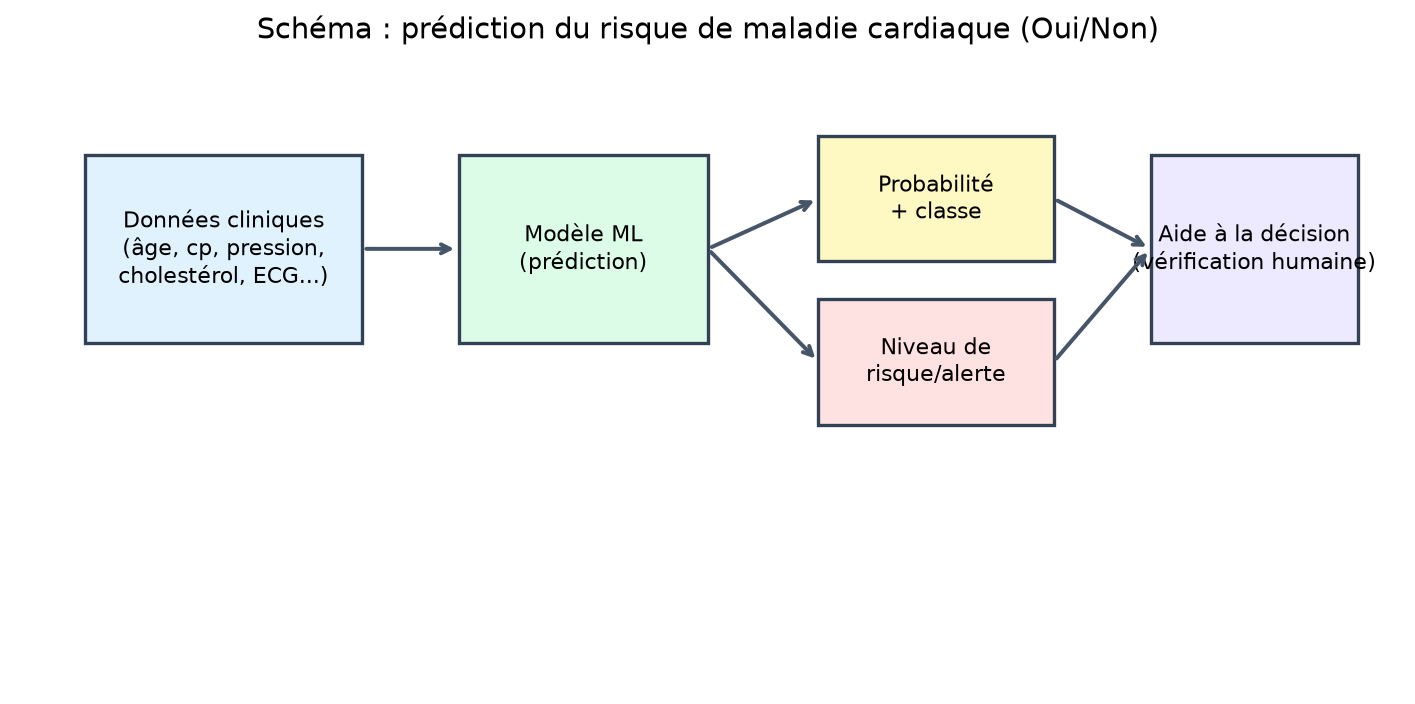 Schéma : prédiction du risque de maladie cardiaque (Oui/Non)
Données cliniques
(âge, cp, pression,
cholestérol, ECG...)
Modèle ML
(prédiction)
Probabilité
+ classe
Niveau de
risque/alerte
Aide à la décision
(vérification humaine)